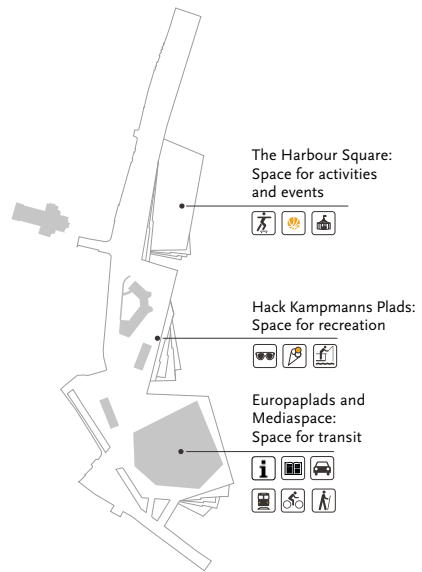 The Harbour Square:
Space for activities
and events
Hack Kampmanns Plads:
Space for recreation
Europaplads and
Mediaspace:
Space for transit